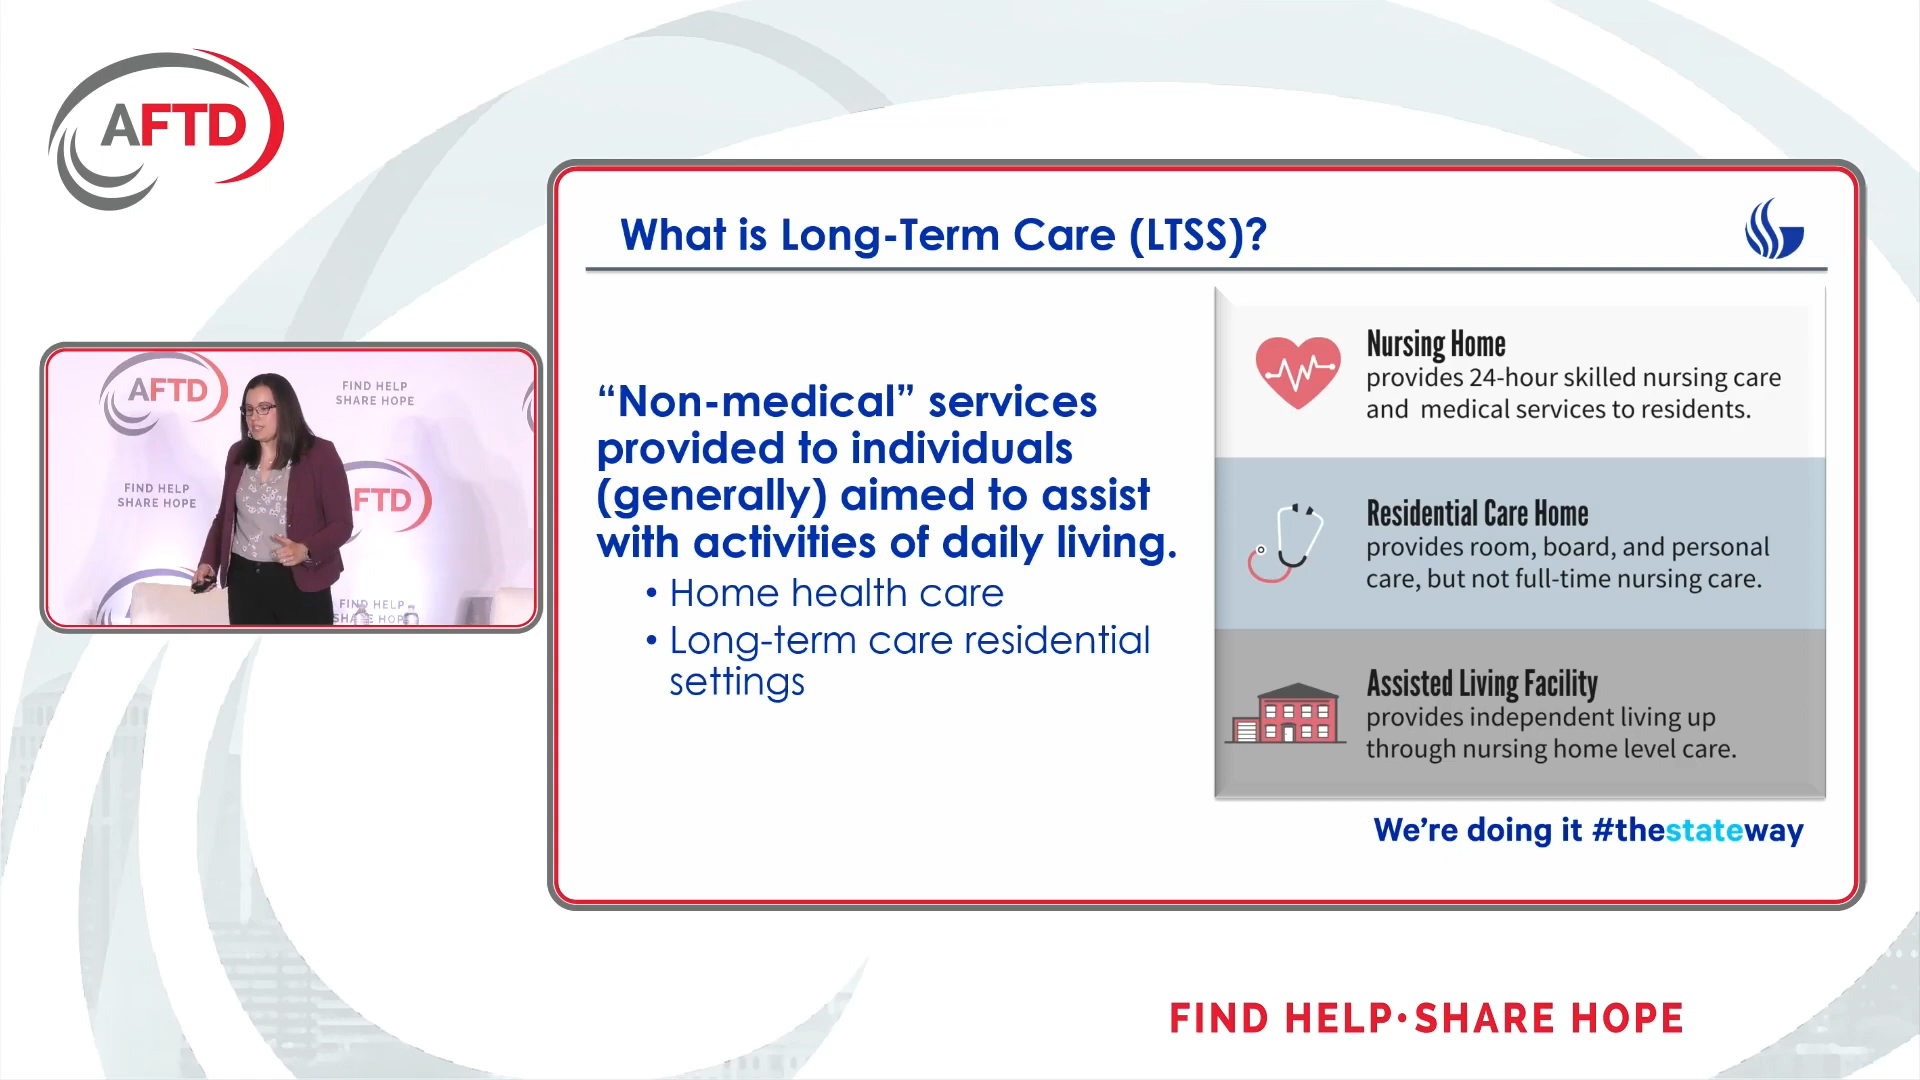 AFTD
What is Long-Term Care (LTSS)?
“Non-medical” services
provided to individuals
(generally) aimed to assist
with activities of daily living.
• Home health care
• Long-term care residential
settings
Nursing Home
provides 24-hour skilled nursing care
and medical services to residents.
Residential Care Home
provides room, board, and personal
care, but not full-time nursing care.
Assisted Living Facility
provides independent living up
through nursing home level care.
We’re doing it #thestateway
AFTD
FIND HELP
SHARE HOPE
FIND HELP
SHARE HOPE
FTD
FIND HELP
SHARE HOPE
FIND HELP•SHARE HOPE